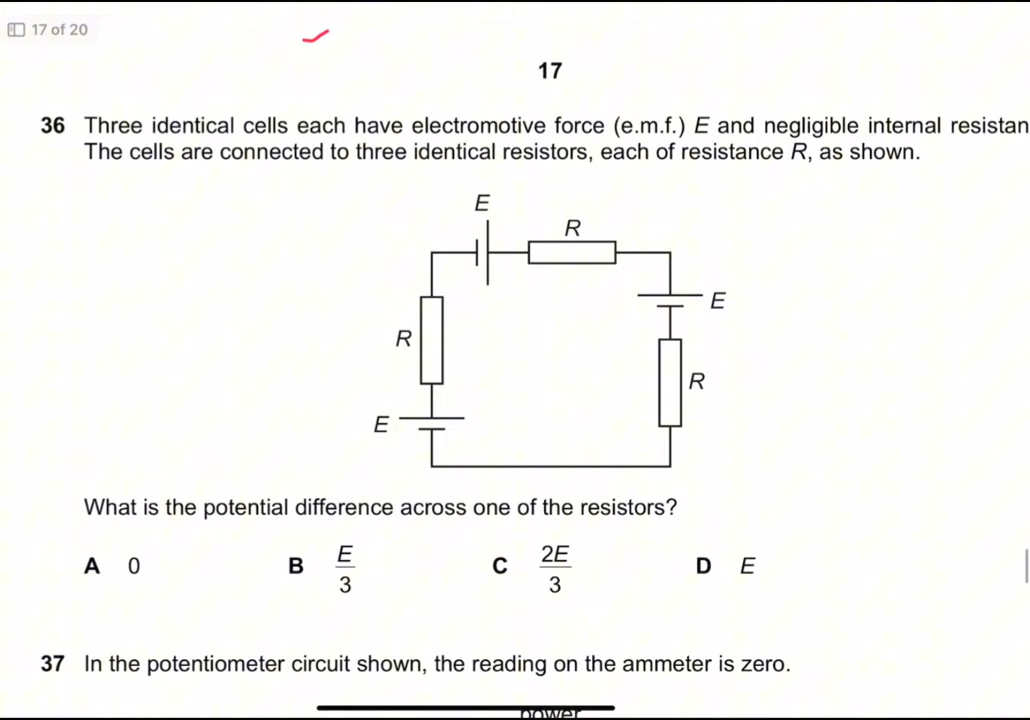 17 of 20
17
36 Three identical cells each have electromotive force (e.m.f.) E and negligible internal resistan
The cells are connected to three identical resistors, each of resistance R, as shown.
E
R
E
R
R
E
What is the potential difference across one of the resistors?
A 0 B E/3 C 2E/3 D E
37 In the potentiometer circuit shown, the reading on the ammeter is zero.
power